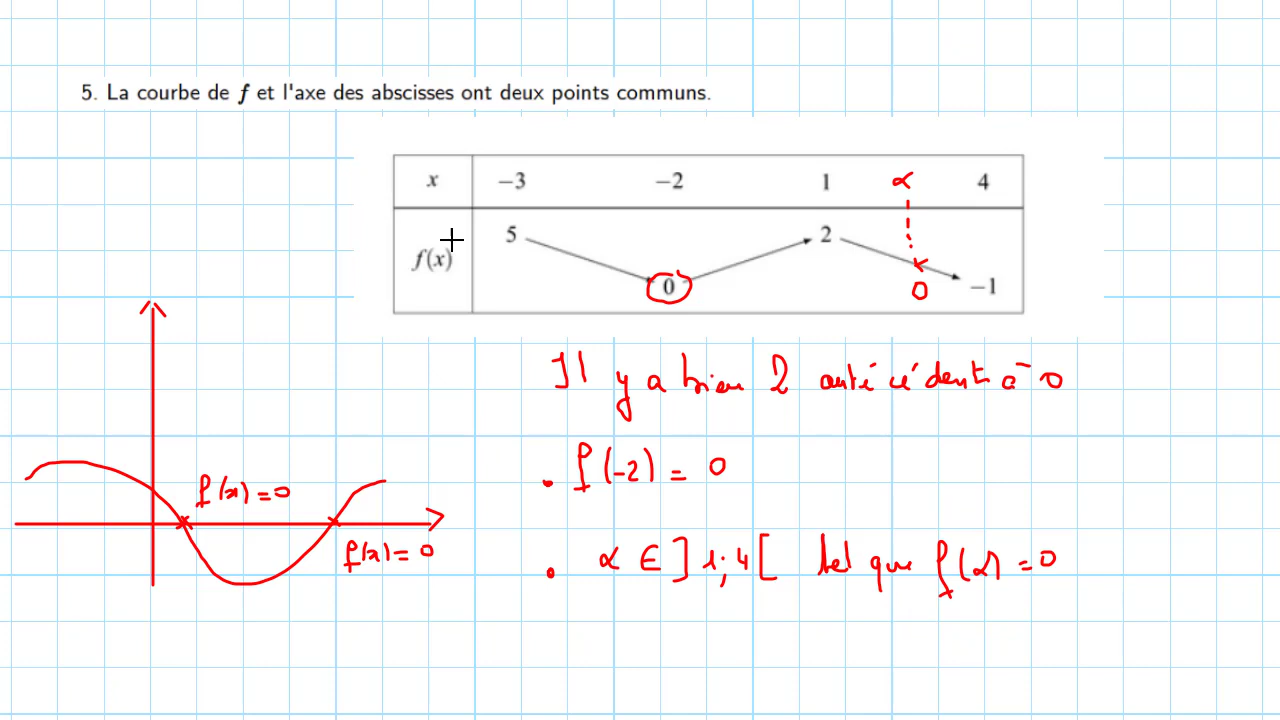 5. La courbe de f et l'axe des abscisses ont deux points communs.
x −3 −2 1 α 4
f(x) 5 0 2 0 −1
Il y a bien 2 antécédents à 0
• f(-2) = 0
• α ∈ ]1;4[ tel que f(α) = 0
f(x) = 0
f(x) = 0